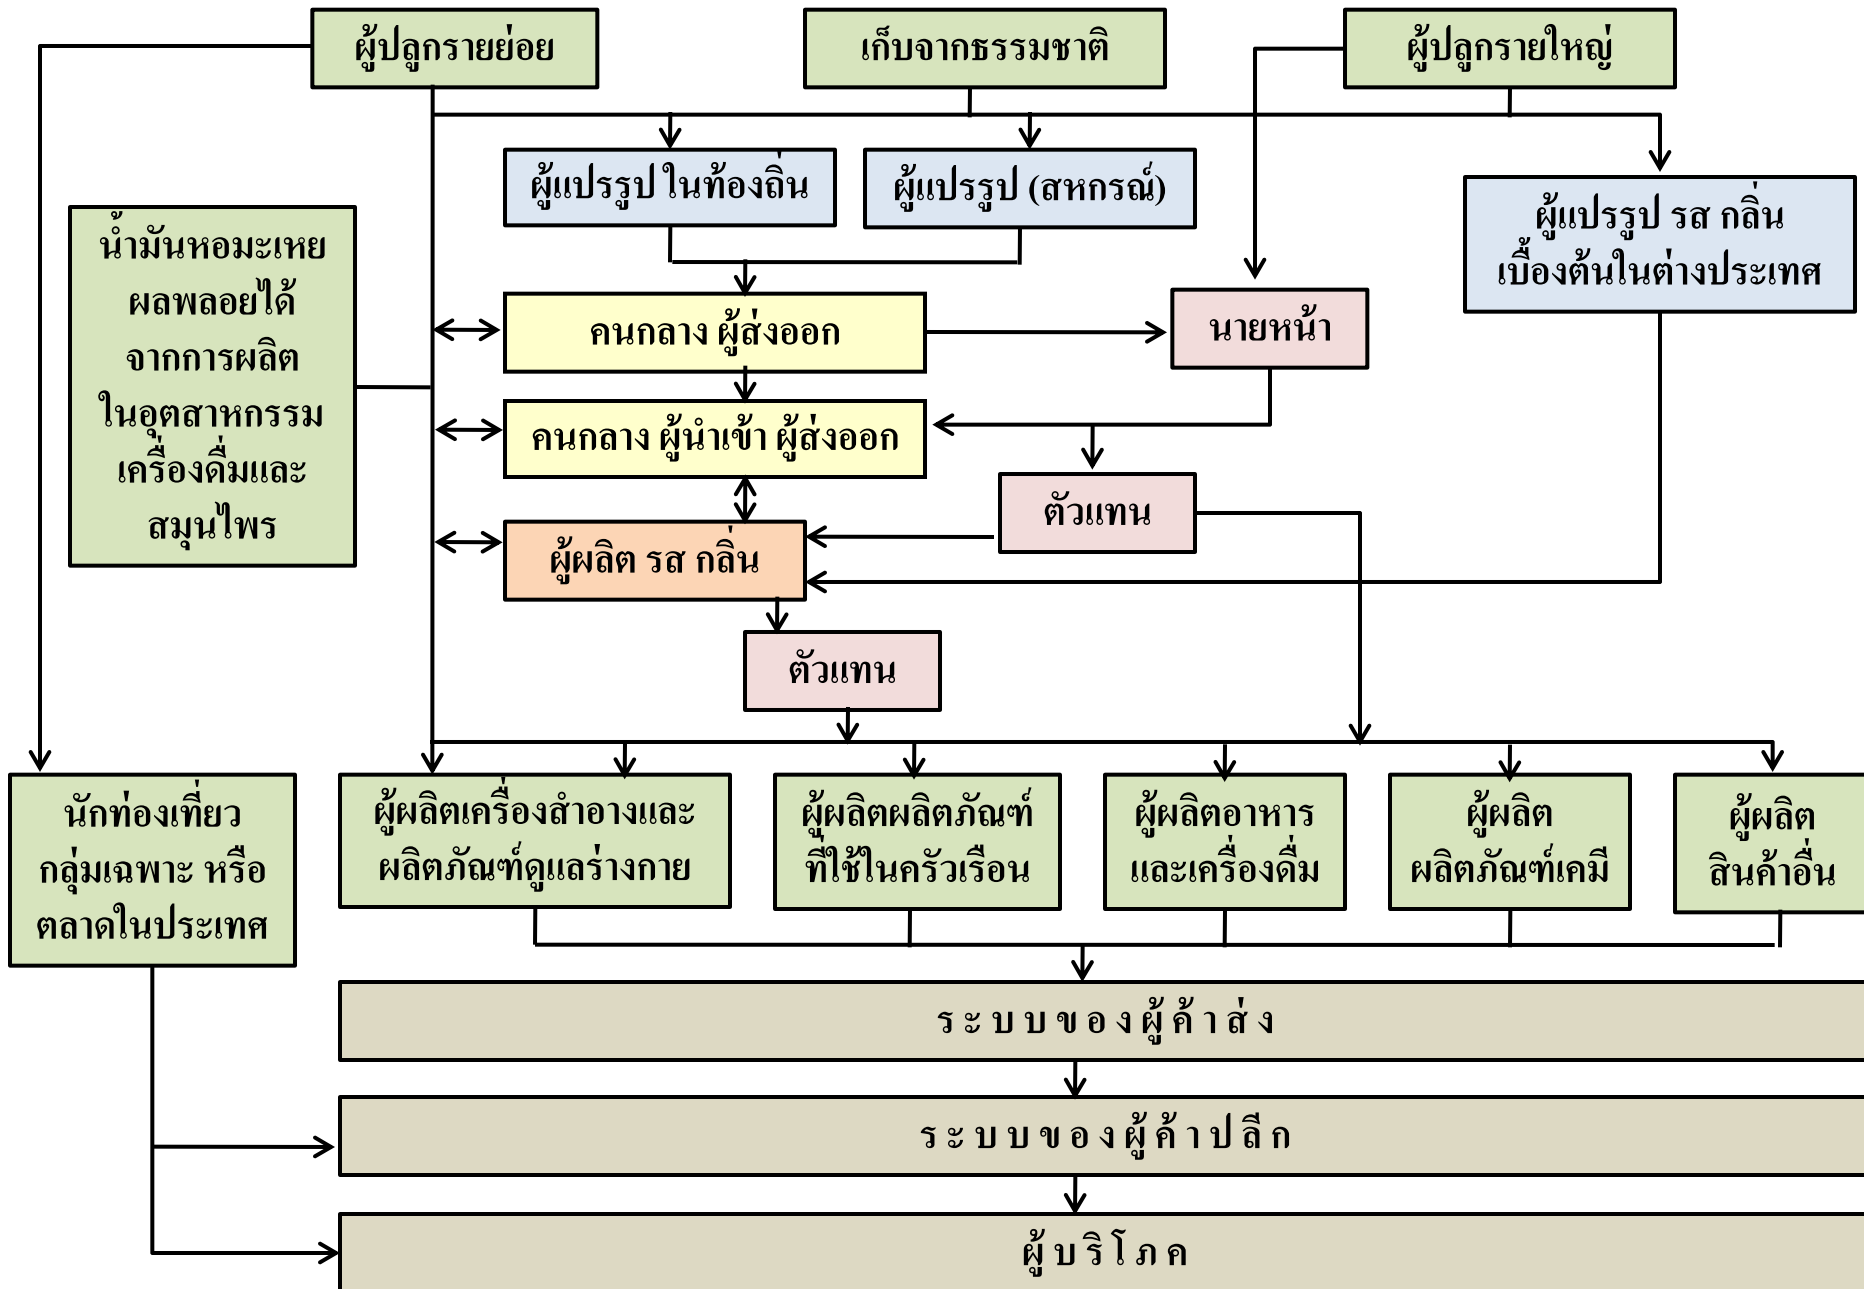 ผู้ปลูกรายย่อย
เก็บจากธรรมชาติ
ผู้ปลูกรายใหญ่
ผู้แปรรูป ในท้องถิ่น
ผู้แปรรูป (สหกรณ์)
ผู้แปรรูป รส กลิ่น
เบื้องต้นในต่างประเทศ
น้ำมันหอมะเหย
ผลพลอยได้
จากการผลิต
ในอุตสาหกรรม
เครื่องดื่มและ
สมุนไพร
คนกลาง ผู้ส่งออก
นายหน้า
คนกลาง ผู้นำเข้า ผู้ส่งออก
ตัวแทน
ผู้ผลิต รส กลิ่น
ตัวแทน
นักท่องเที่ยว
กลุ่มเฉพาะ หรือ
ตลาดในประเทศ
ผู้ผลิตเครื่องสำอางและ
ผลิตภัณฑ์ดูแลร่างกาย
ผู้ผลิตผลิตภัณฑ์
ที่ใช้ในครัวเรือน
ผู้ผลิตอาหาร
และเครื่องดื่ม
ผู้ผลิต
ผลิตภัณฑ์เคมี
ผู้ผลิต
สินค้าอื่น
ระบบของผู้ค้าส่ง
ระบบของผู้ค้าปลีก
ผู้บริโภค